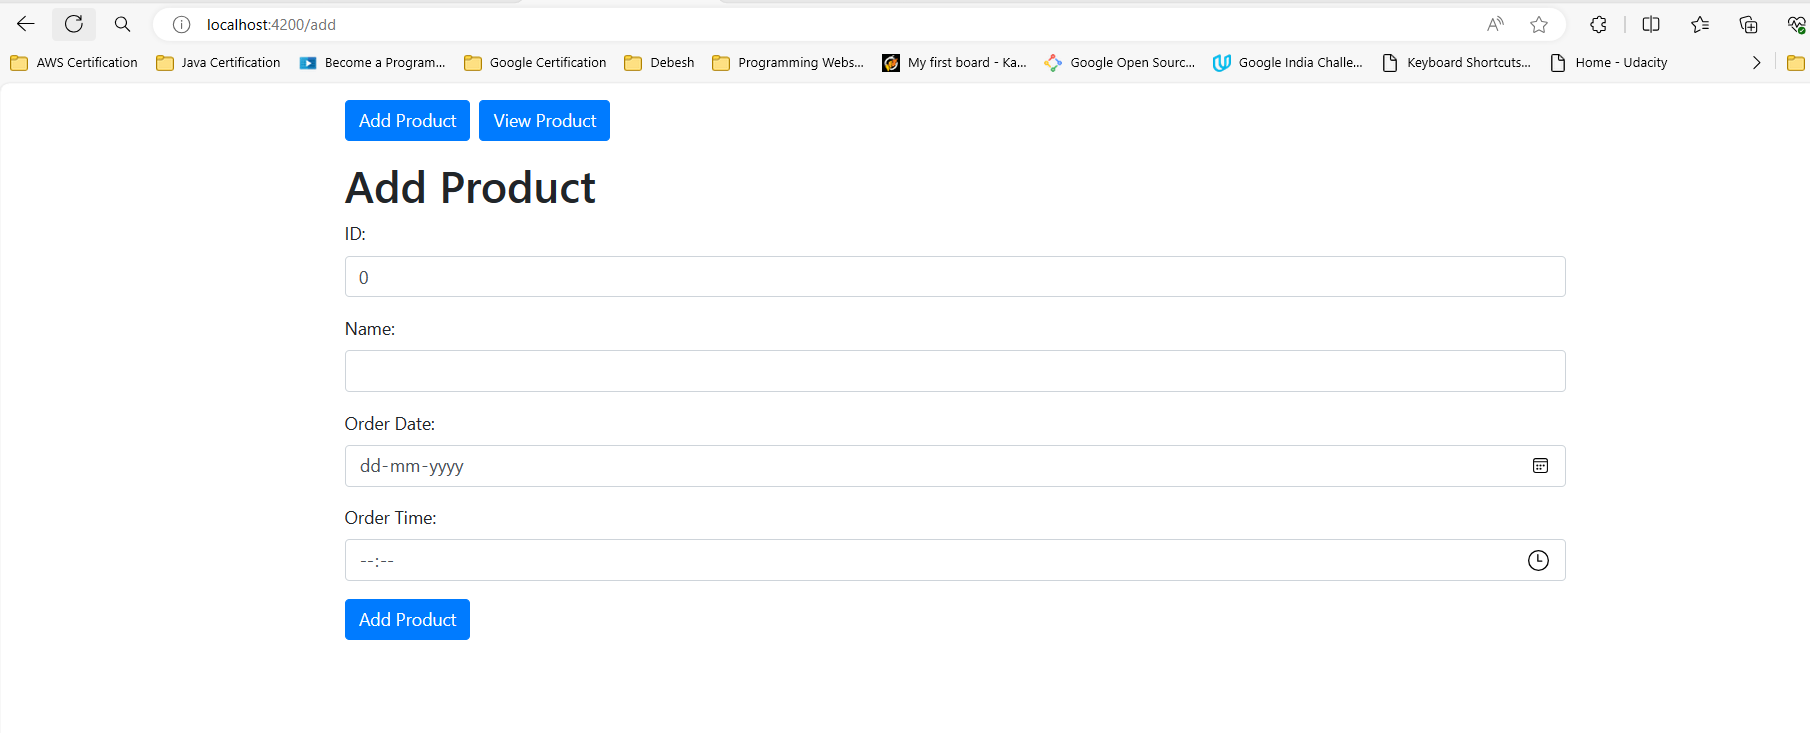 localhost:4200/add
AWS Certification Java Certification Become a Program... Google Certification Debesh Programming Webs... My first board - Ka... Google Open Sourc... Google India Challe... Keyboard Shortcuts... Home - Udacity
Add Product View Product
Add Product
ID:
0
Name:
Order Date:
dd-mm-yyyy
Order Time:
--:--
Add Product